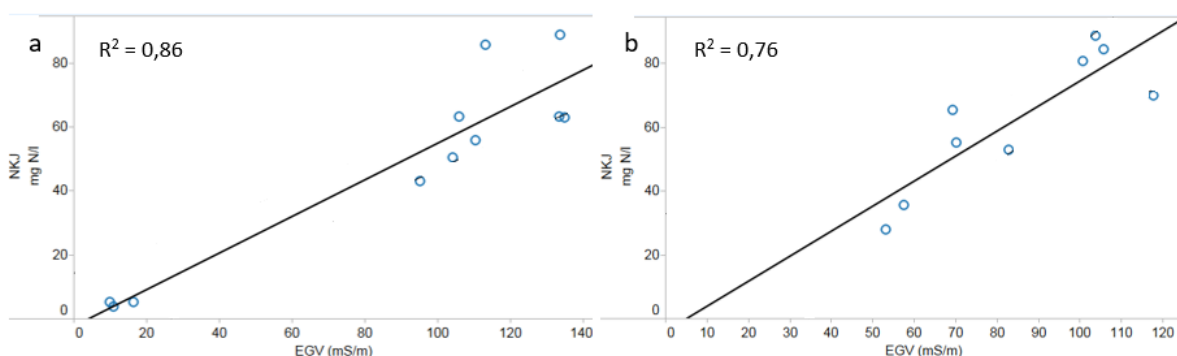 a
R² = 0,86
80
60
40
20
0
NKJ
mg N/l
0 20 40 60 80 100 120 140
EGV (mS/m)
b
R² = 0,76
80
60
40
20
0
NKJ
mg N/l
0 10 20 30 40 50 60 70 80 90 100 110 120
EGV (mS/m)